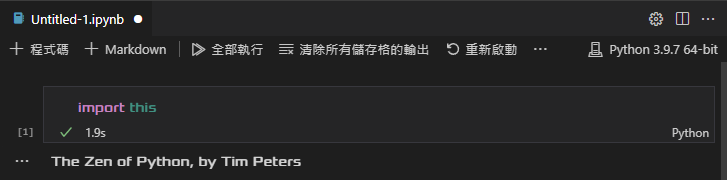 Untitled-1.ipynb
程式碼 Markdown 全部執行 清除所有儲存格的輸出 重新啟動 ... Python 3.9.7 64-bit
import this
[1] 1.9s Python
... The Zen of Python, by Tim Peters